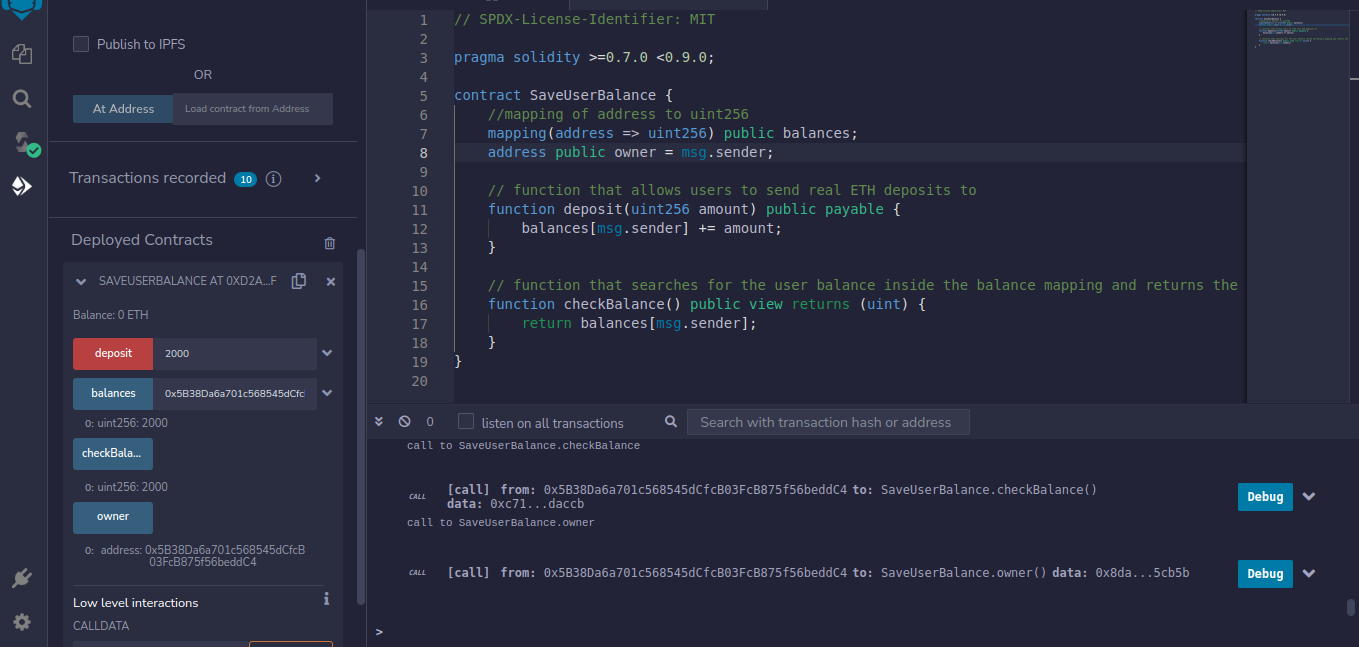 Publish to IPFS
OR
At Address
Load contract from Address
Transactions recorded 10 i
Deployed Contracts
SAVEUSERBALANCE AT 0XD2A...F
Balance: 0 ETH
deposit
2000
balances
0x5B38Da6a701c568545dCfcl
0: uint256: 2000
checkBala...
0: uint256: 2000
owner
0: address: 0x5B38Da6a701c568545dCfcB
03FcB875f56beddC4
Low level interactions i
CALLDATA
1 // SPDX-License-Identifier: MIT
2
3 pragma solidity >=0.7.0 <0.9.0;
4
5 contract SaveUserBalance {
6 //mapping of address to uint256
7 mapping(address => uint256) public balances;
8 address public owner = msg.sender;
9
10 // function that allows users to send real ETH deposits to
11 function deposit(uint256 amount) public payable {
12 balances[msg.sender] += amount;
13 }
14
15 // function that searches for the user balance inside the balance mapping and returns the
16 function checkBalance() public view returns (uint) {
17 return balances[msg.sender];
18 }
19 }
20
0
listen on all transactions
Search with transaction hash or address
call to SaveUserBalance.checkBalance
CALL [call] from: 0x5B38Da6a701c568545dCfcB03FcB875f56beddC4 to: SaveUserBalance.checkBalance()
data: 0xc71...daccb
Debug
call to SaveUserBalance.owner
CALL [call] from: 0x5B38Da6a701c568545dCfcB03FcB875f56beddC4 to: SaveUserBalance.owner() data: 0x8da...5cb5b
Debug
>